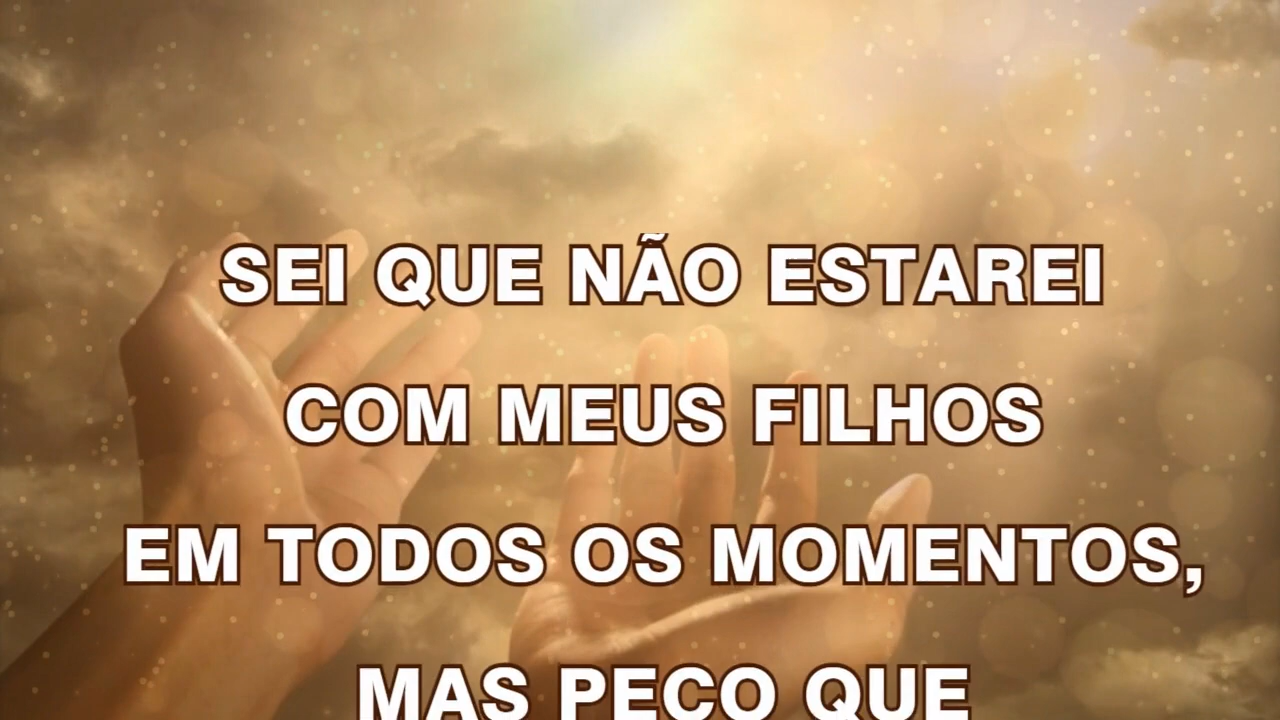 SEI QUE NÃO ESTAREI
COM MEUS FILHOS
EM TODOS OS MOMENTOS,
MAS PEÇO QUE